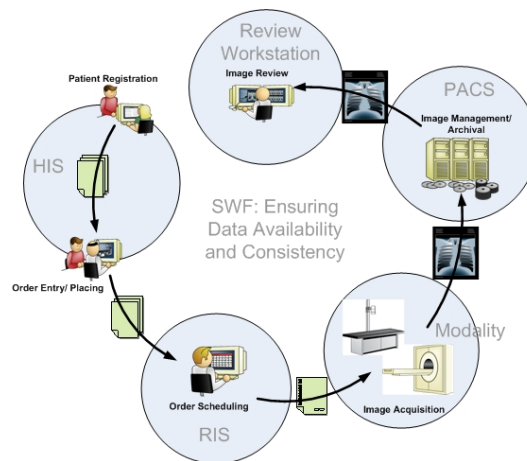 Review
Workstation
Image Review
Patient Registration
PACS
Image Management/
Archival
HIS
SWF: Ensuring
Data Availability
and Consistency
Order Entry/ Placing
Modality
Image Acquisition
Order Scheduling
RIS